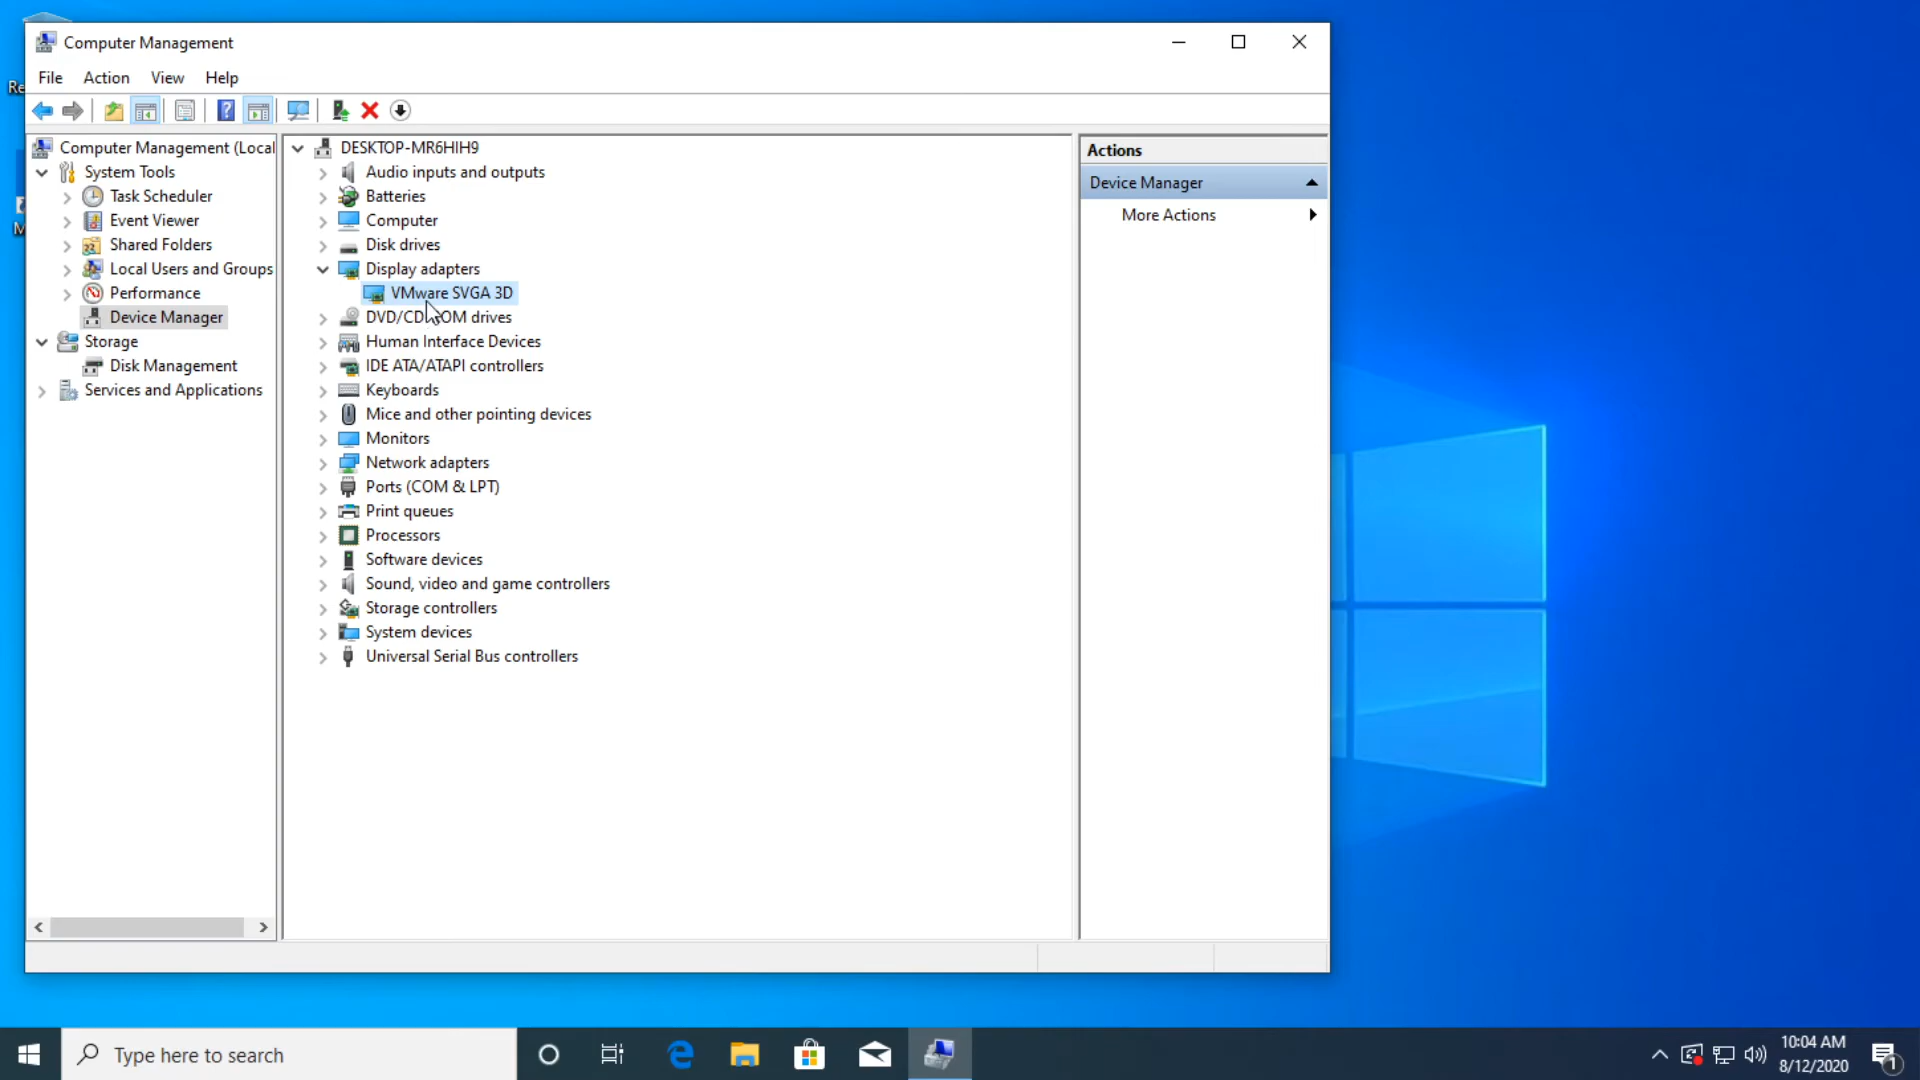 Computer Management
File Action View Help
Computer Management (Local
System Tools
Task Scheduler
Event Viewer
Shared Folders
Local Users and Groups
Performance
Device Manager
Storage
Disk Management
Services and Applications
DESKTOP-MR6HIH9
Audio inputs and outputs
Batteries
Computer
Disk drives
Display adapters
VMware SVGA 3D
DVD/CD-ROM drives
Human Interface Devices
IDE ATA/ATAPI controllers
Keyboards
Mice and other pointing devices
Monitors
Network adapters
Ports (COM & LPT)
Print queues
Processors
Software devices
Sound, video and game controllers
Storage controllers
System devices
Universal Serial Bus controllers
Actions
Device Manager
More Actions
Re
M
Type here to search
10:04 AM
8/12/2020
1